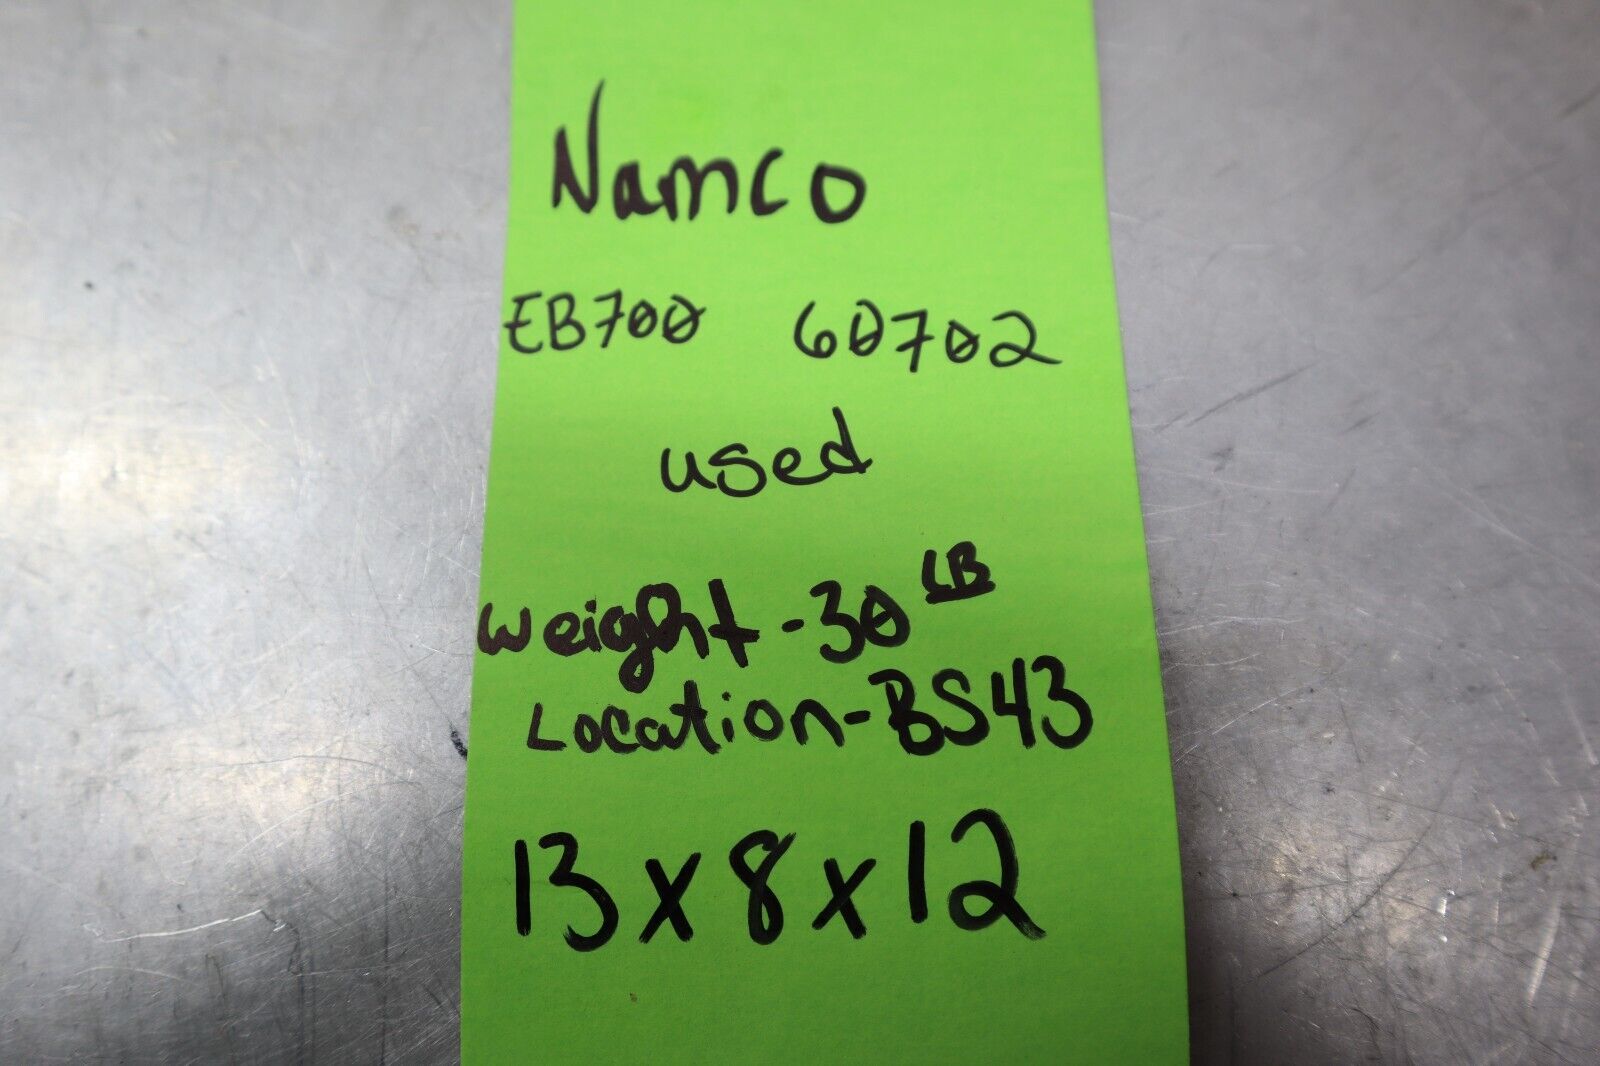 Namco
EB700 60702
used
weight-30 LB
Location-BS43
13x8x12